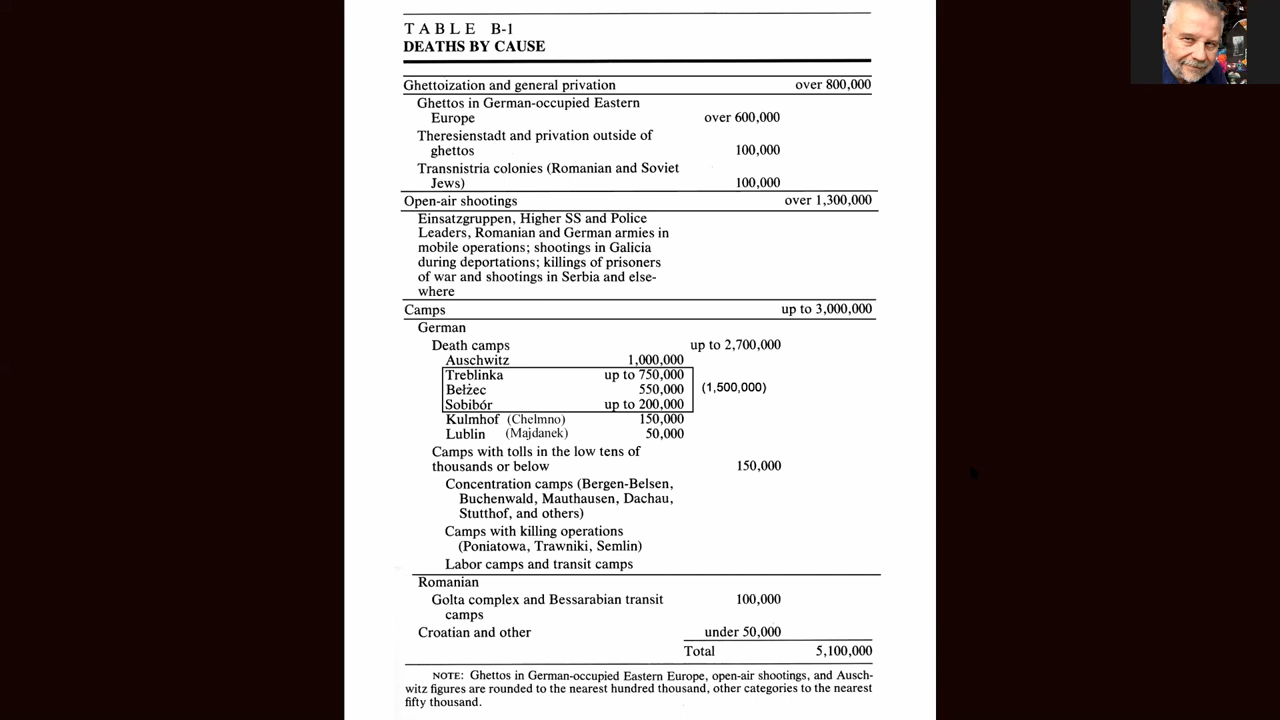 TABLE B-1
DEATHS BY CAUSE
Ghettoization and general privation over 800,000
Ghettos in German-occupied Eastern
Europe over 600,000
Theresienstadt and privation outside of
ghettos 100,000
Transnistria colonies (Romanian and Soviet
Jews) 100,000
Open-air shootings over 1,300,000
Einsatzgruppen, Higher SS and Police
Leaders, Romanian and German armies in
mobile operations; shootings in Galicia
during deportations; killings of prisoners
of war and shootings in Serbia and else-
where
Camps up to 3,000,000
German
Death camps up to 2,700,000
Auschwitz 1,000,000
Treblinka up to 750,000
Bełżec 550,000 (1,500,000)
Sobibór up to 200,000
Kulmhof (Chelmno) 150,000
Lublin (Majdanek) 50,000
Camps with tolls in the low tens of
thousands or below 150,000
Concentration camps (Bergen-Belsen,
Buchenwald, Mauthausen, Dachau,
Stutthof, and others)
Camps with killing operations
(Poniatowa, Trawniki, Semlin)
Labor camps and transit camps
Romanian
Golta complex and Bessarabian transit 100,000
camps
Croatian and other under 50,000
Total 5,100,000
NOTE: Ghettos in German-occupied Eastern Europe, open-air shootings, and Ausch-
witz figures are rounded to the nearest hundred thousand, other categories to the nearest
fifty thousand.